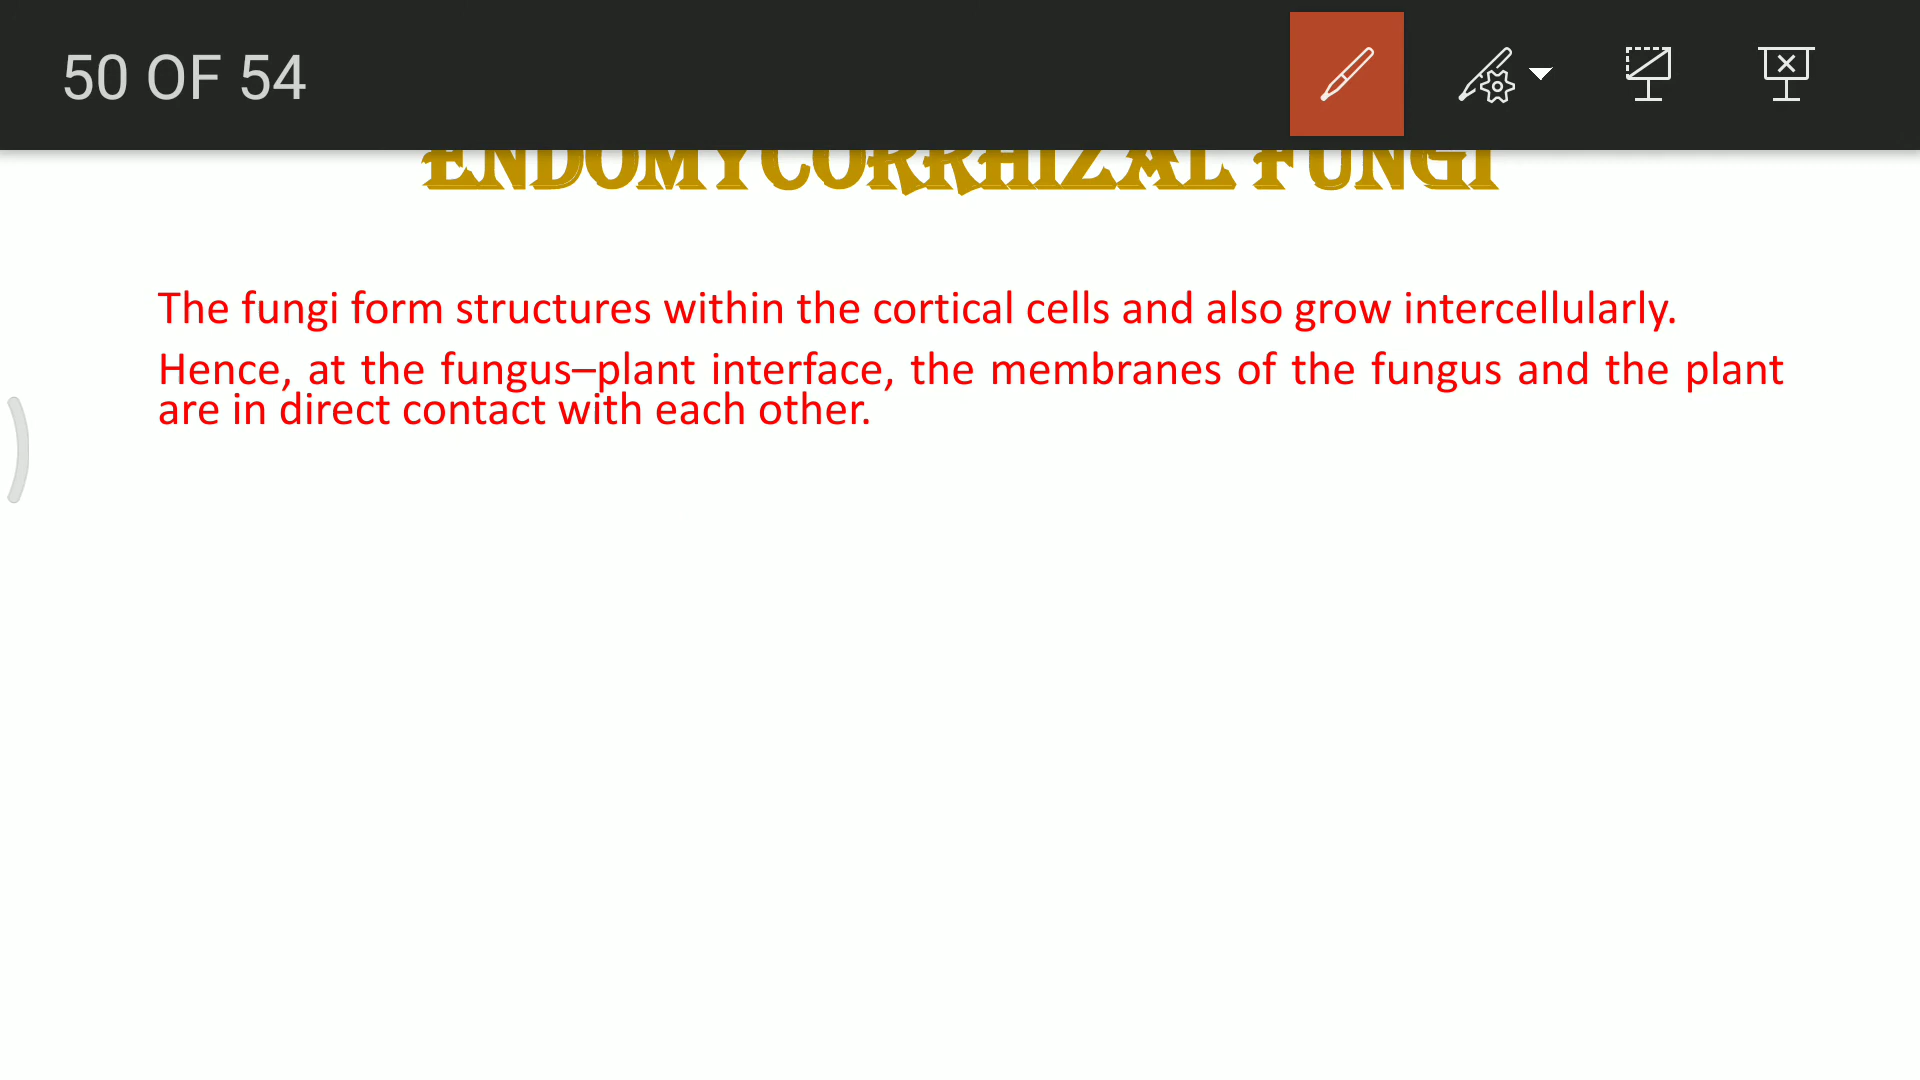 50 OF 54
ENDOMYCORRHIZAL FUNGI
The fungi form structures within the cortical cells and also grow intercellularly.
Hence, at the fungus–plant interface, the membranes of the fungus and the plant
are in direct contact with each other.